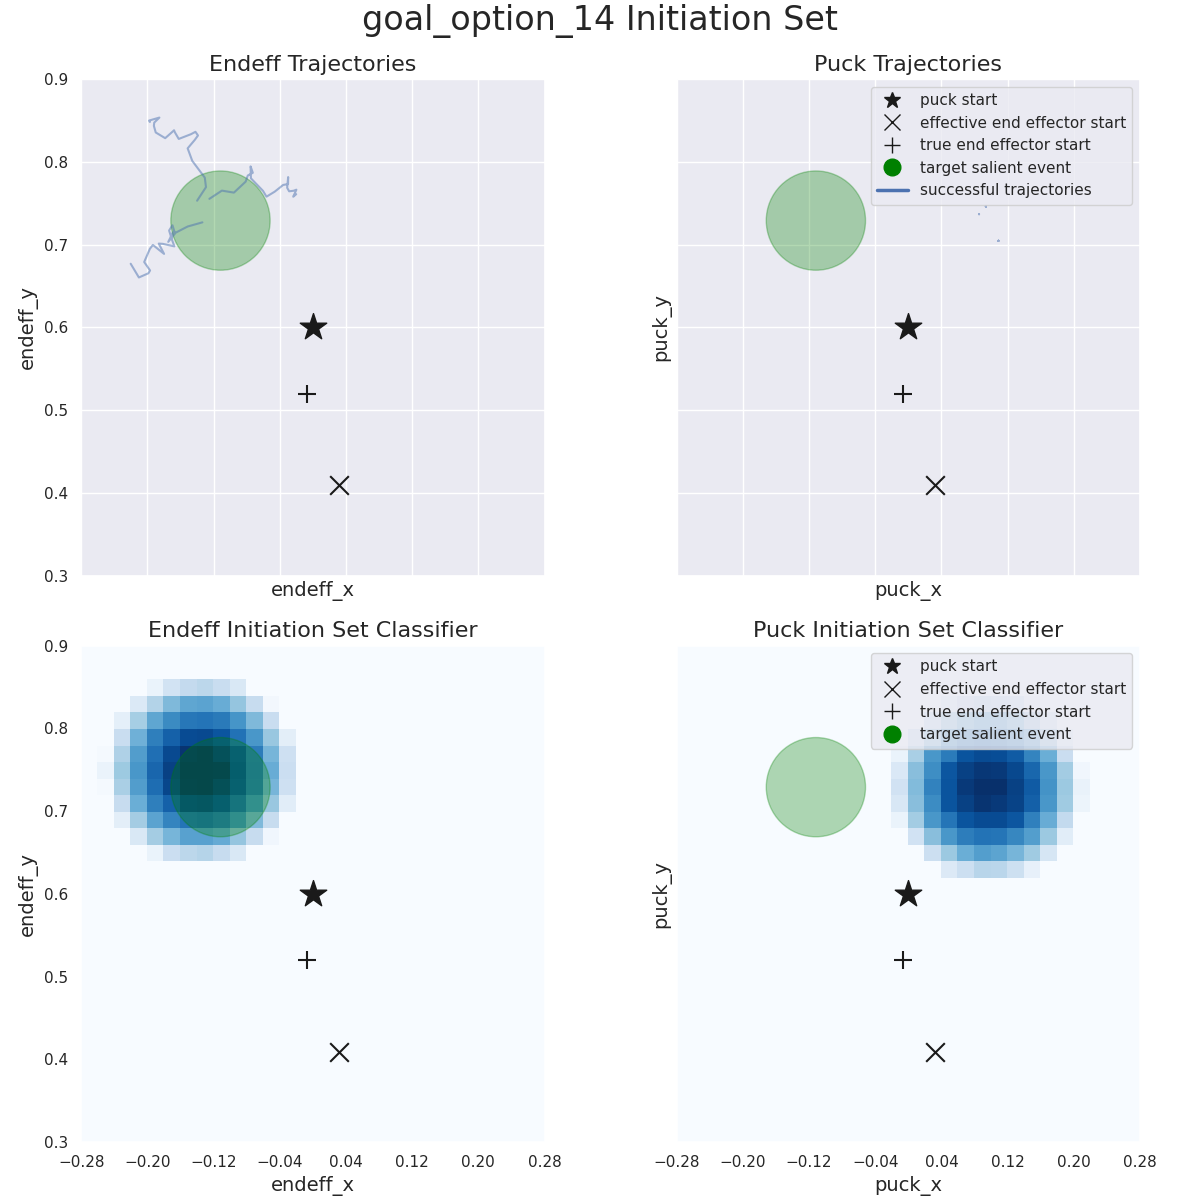 goal_option_14 Initiation Set
Endeff Trajectories
0.9
0.8
0.7
0.6
0.5
0.4
0.3
endeff_y
endeff_x
Puck Trajectories
puck start
effective end effector start
true end effector start
target salient event
successful trajectories
puck_y
puck_x
Endeff Initiation Set Classifier
0.9
0.8
0.7
0.6
0.5
0.4
0.3
endeff_y
−0.28 −0.20 −0.12 −0.04 0.04 0.12 0.20 0.28
endeff_x
Puck Initiation Set Classifier
puck start
effective end effector start
true end effector start
target salient event
puck_y
−0.28 −0.20 −0.12 −0.04 0.04 0.12 0.20 0.28
puck_x